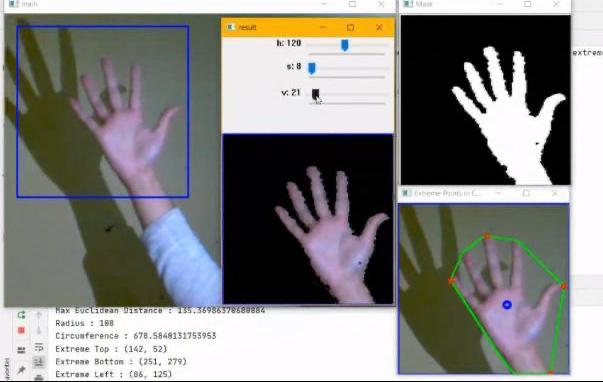 main
result
h: 120
s: 8
v: 21
Mask
extreme
Extreme Points in C...
Max Euclidean Distance : 135.36986370680884
Radius : 108
Circumference : 678.5840131753953
Extreme Top : (142, 52)
Extreme Bottom : (251, 279)
Extreme Left : (86, 125)